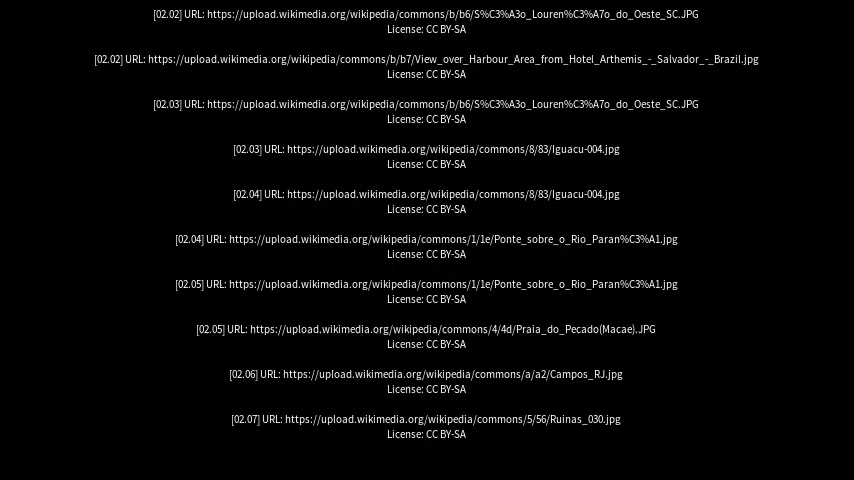 [02.02] URL: https://upload.wikimedia.org/wikipedia/commons/b/b6/S%C3%A3o_Louren%C3%A7o_do_Oeste_SC.JPG
License: CC BY-SA
[02.02] URL: https://upload.wikimedia.org/wikipedia/commons/b/b7/View_over_Harbour_Area_from_Hotel_Arthemis_-_Salvador_-_Brazil.jpg
License: CC BY-SA
[02.03] URL: https://upload.wikimedia.org/wikipedia/commons/b/b6/S%C3%A3o_Louren%C3%A7o_do_Oeste_SC.JPG
License: CC BY-SA
[02.03] URL: https://upload.wikimedia.org/wikipedia/commons/8/83/Iguacu-004.jpg
License: CC BY-SA
[02.04] URL: https://upload.wikimedia.org/wikipedia/commons/8/83/Iguacu-004.jpg
License: CC BY-SA
[02.04] URL: https://upload.wikimedia.org/wikipedia/commons/1/1e/Ponte_sobre_o_Rio_Paran%C3%A1.jpg
License: CC BY-SA
[02.05] URL: https://upload.wikimedia.org/wikipedia/commons/1/1e/Ponte_sobre_o_Rio_Paran%C3%A1.jpg
License: CC BY-SA
[02.05] URL: https://upload.wikimedia.org/wikipedia/commons/4/4d/Praia_do_Pecado(Macae).JPG
License: CC BY-SA
[02.06] URL: https://upload.wikimedia.org/wikipedia/commons/a/a2/Campos_RJ.jpg
License: CC BY-SA
[02.07] URL: https://upload.wikimedia.org/wikipedia/commons/5/56/Ruinas_030.jpg
License: CC BY-SA